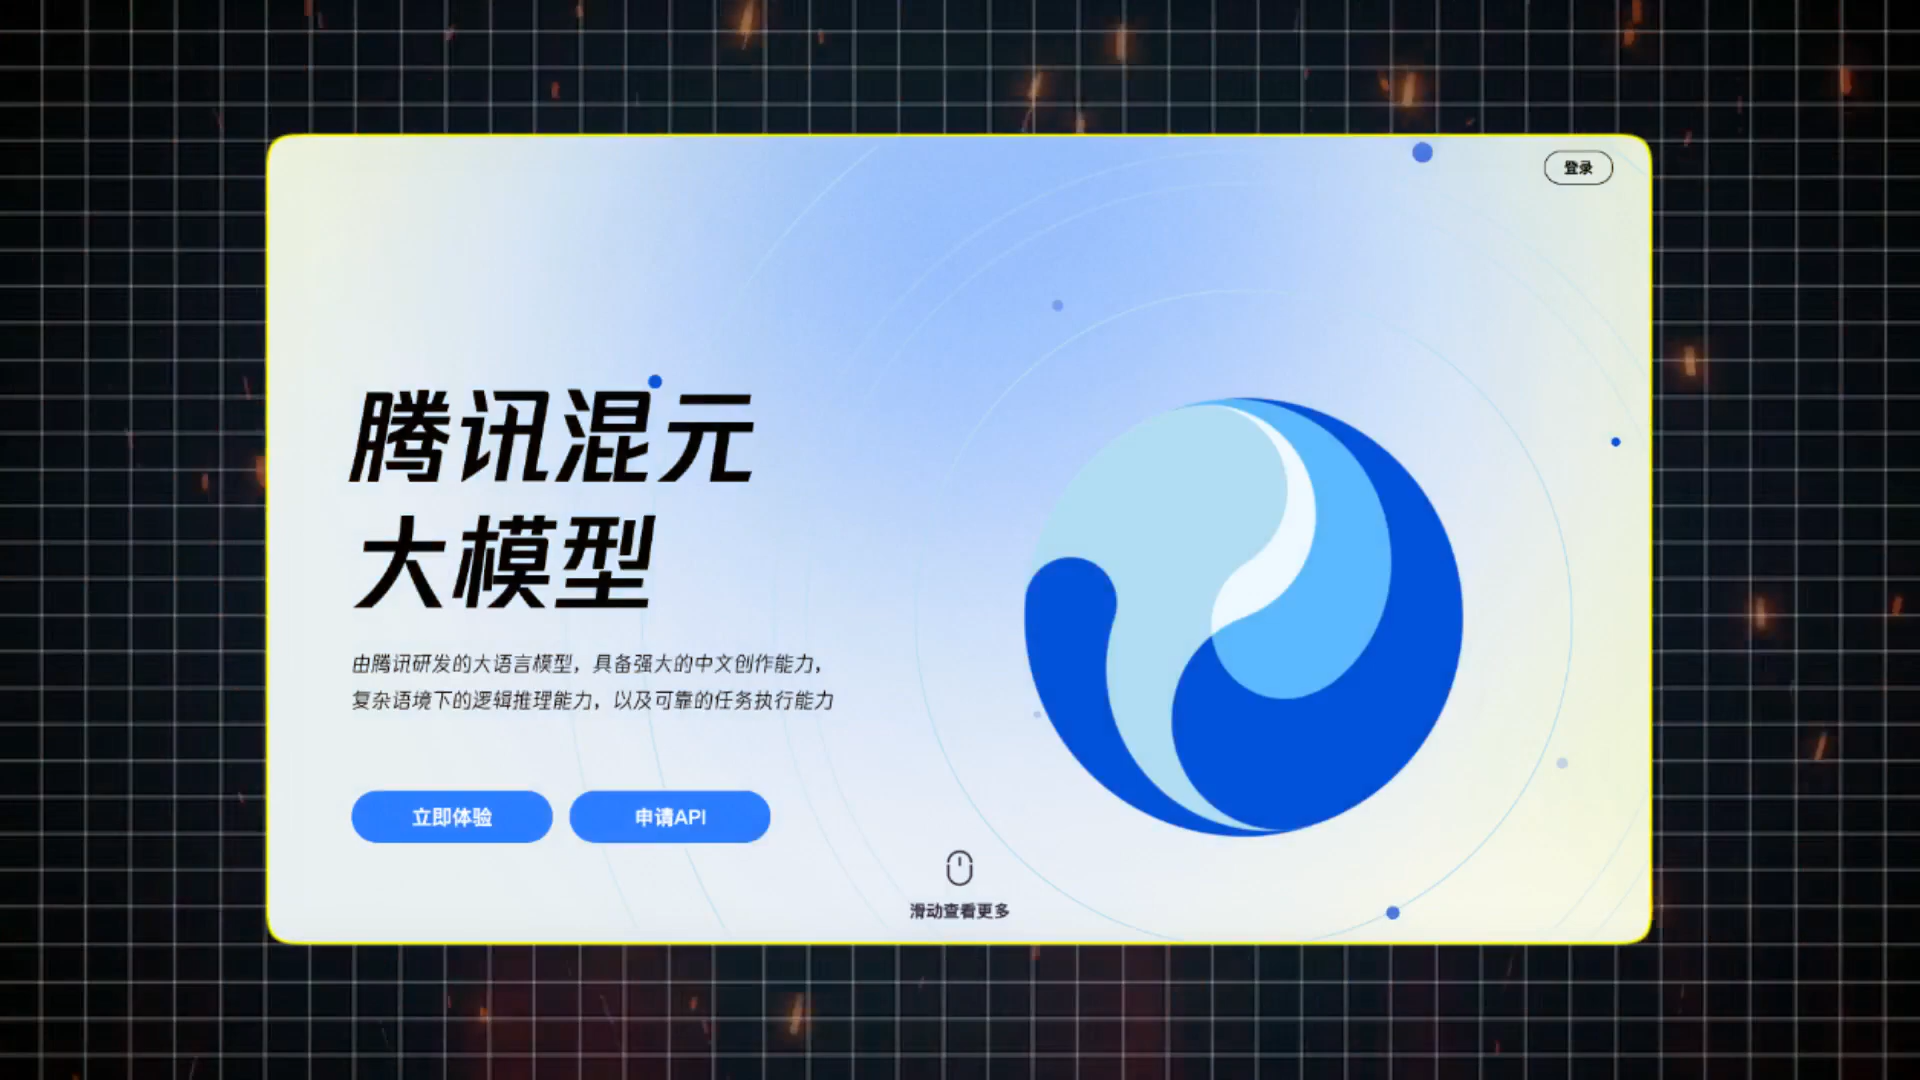 登录
腾讯混元
大模型
由腾讯研发的大语言模型，具备强大的中文创作能力，
复杂语境下的逻辑推理能力，以及可靠的任务执行能力
立即体验
申请API
滑动查看更多